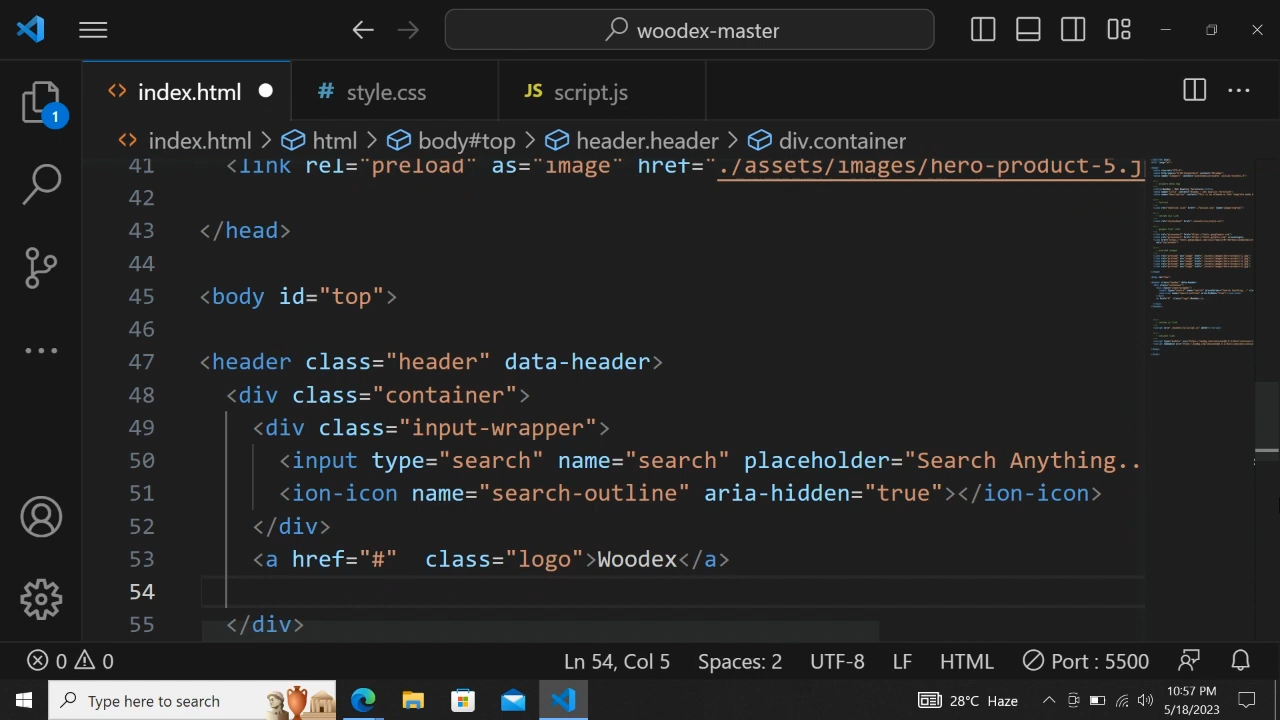 woodex-master
1
index.html
# style.css
JS script.js
index.html > html > body#top > header.header > div.container
41 <link rel="preload" as="image" href="./assets/images/hero-product-5.j
42
43 </head>
44
45 <body id="top">
46
47 <header class="header" data-header>
48 <div class="container">
49 <div class="input-wrapper">
50 <input type="search" name="search" placeholder="Search Anything..
51 <ion-icon name="search-outline" aria-hidden="true"></ion-icon>
52 </div>
53 <a href="#"  class="logo">Woodex</a>
54
55 </div>
0 0 Ln 54, Col 5 Spaces: 2 UTF-8 LF HTML Port : 5500
Type here to search 28°C Haze 10:57 PM
5/18/2023